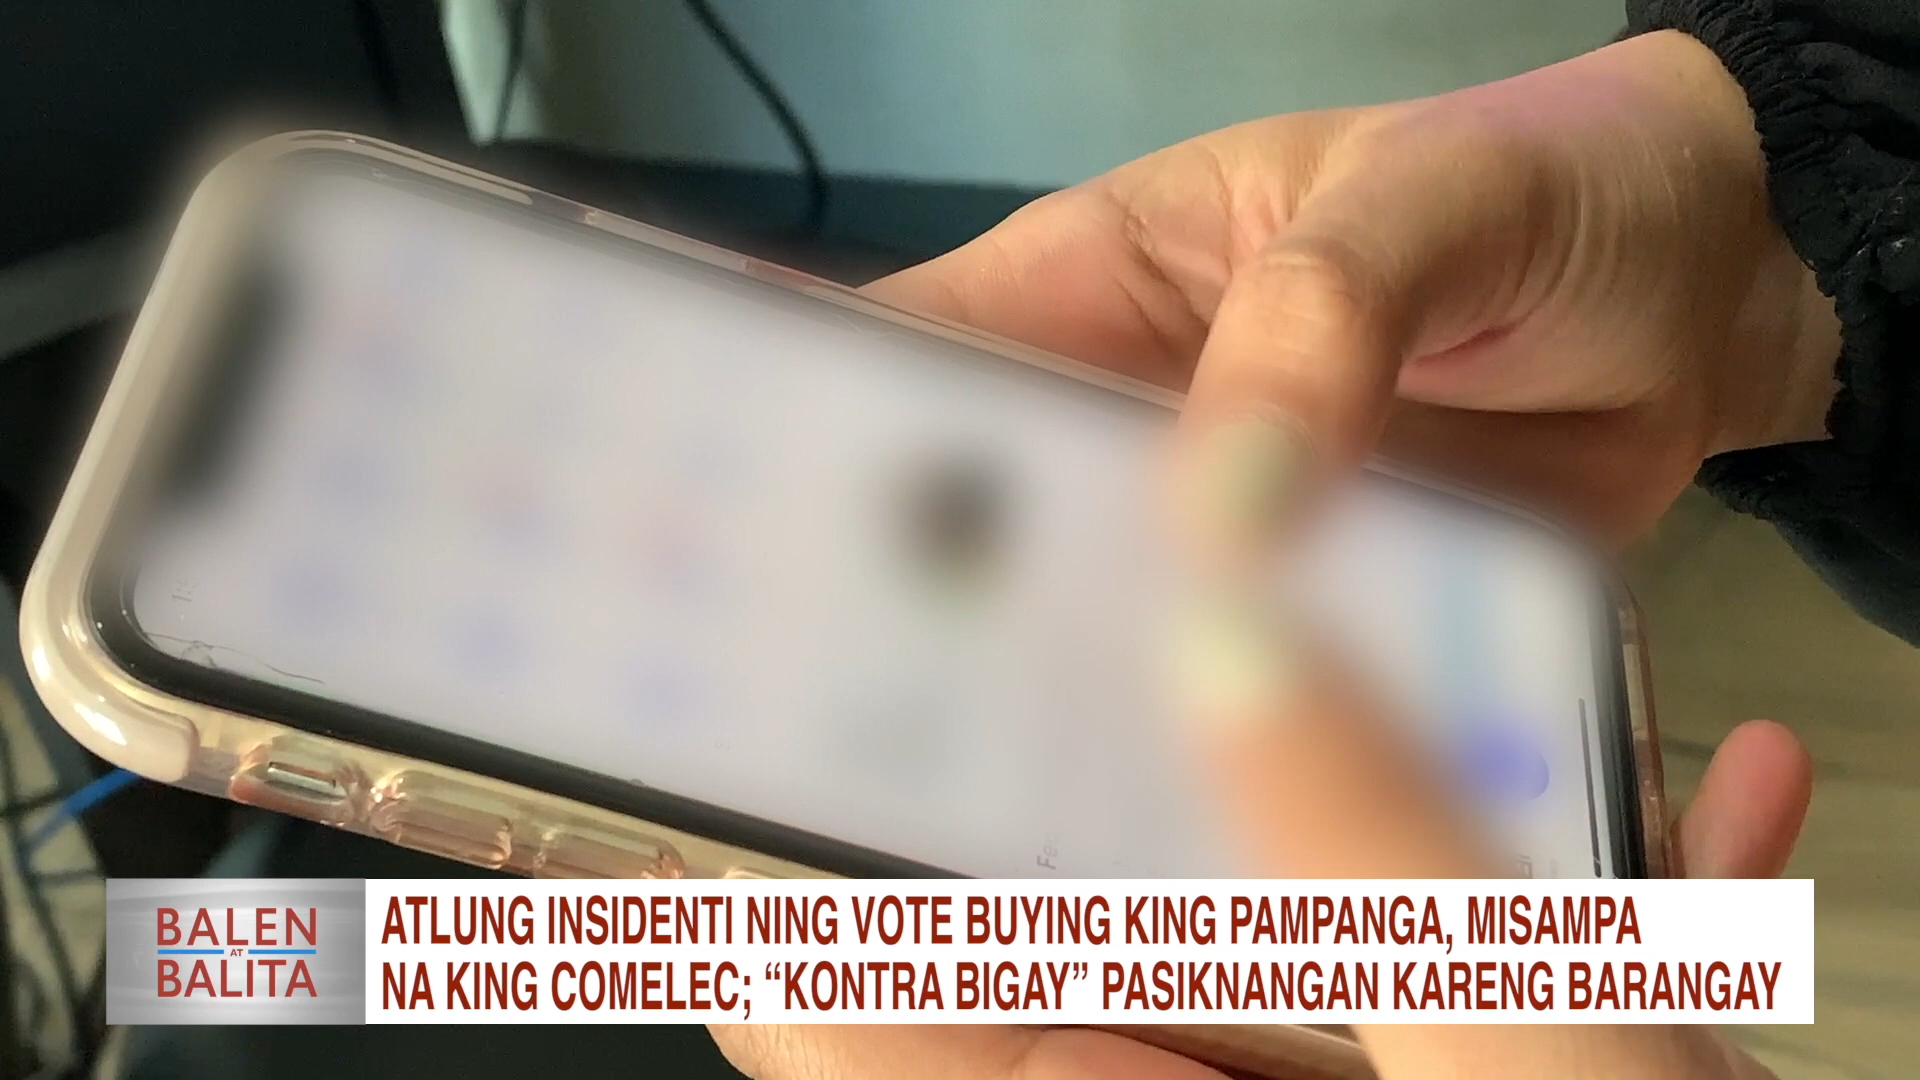 BALEN
AT
BALITA
ATLUNG INSIDENTI NING VOTE BUYING KING PAMPANGA, MISAMPA
NA KING COMELEC; “KONTRA BIGAY” PASIKNANGAN KARENG BARANGAY